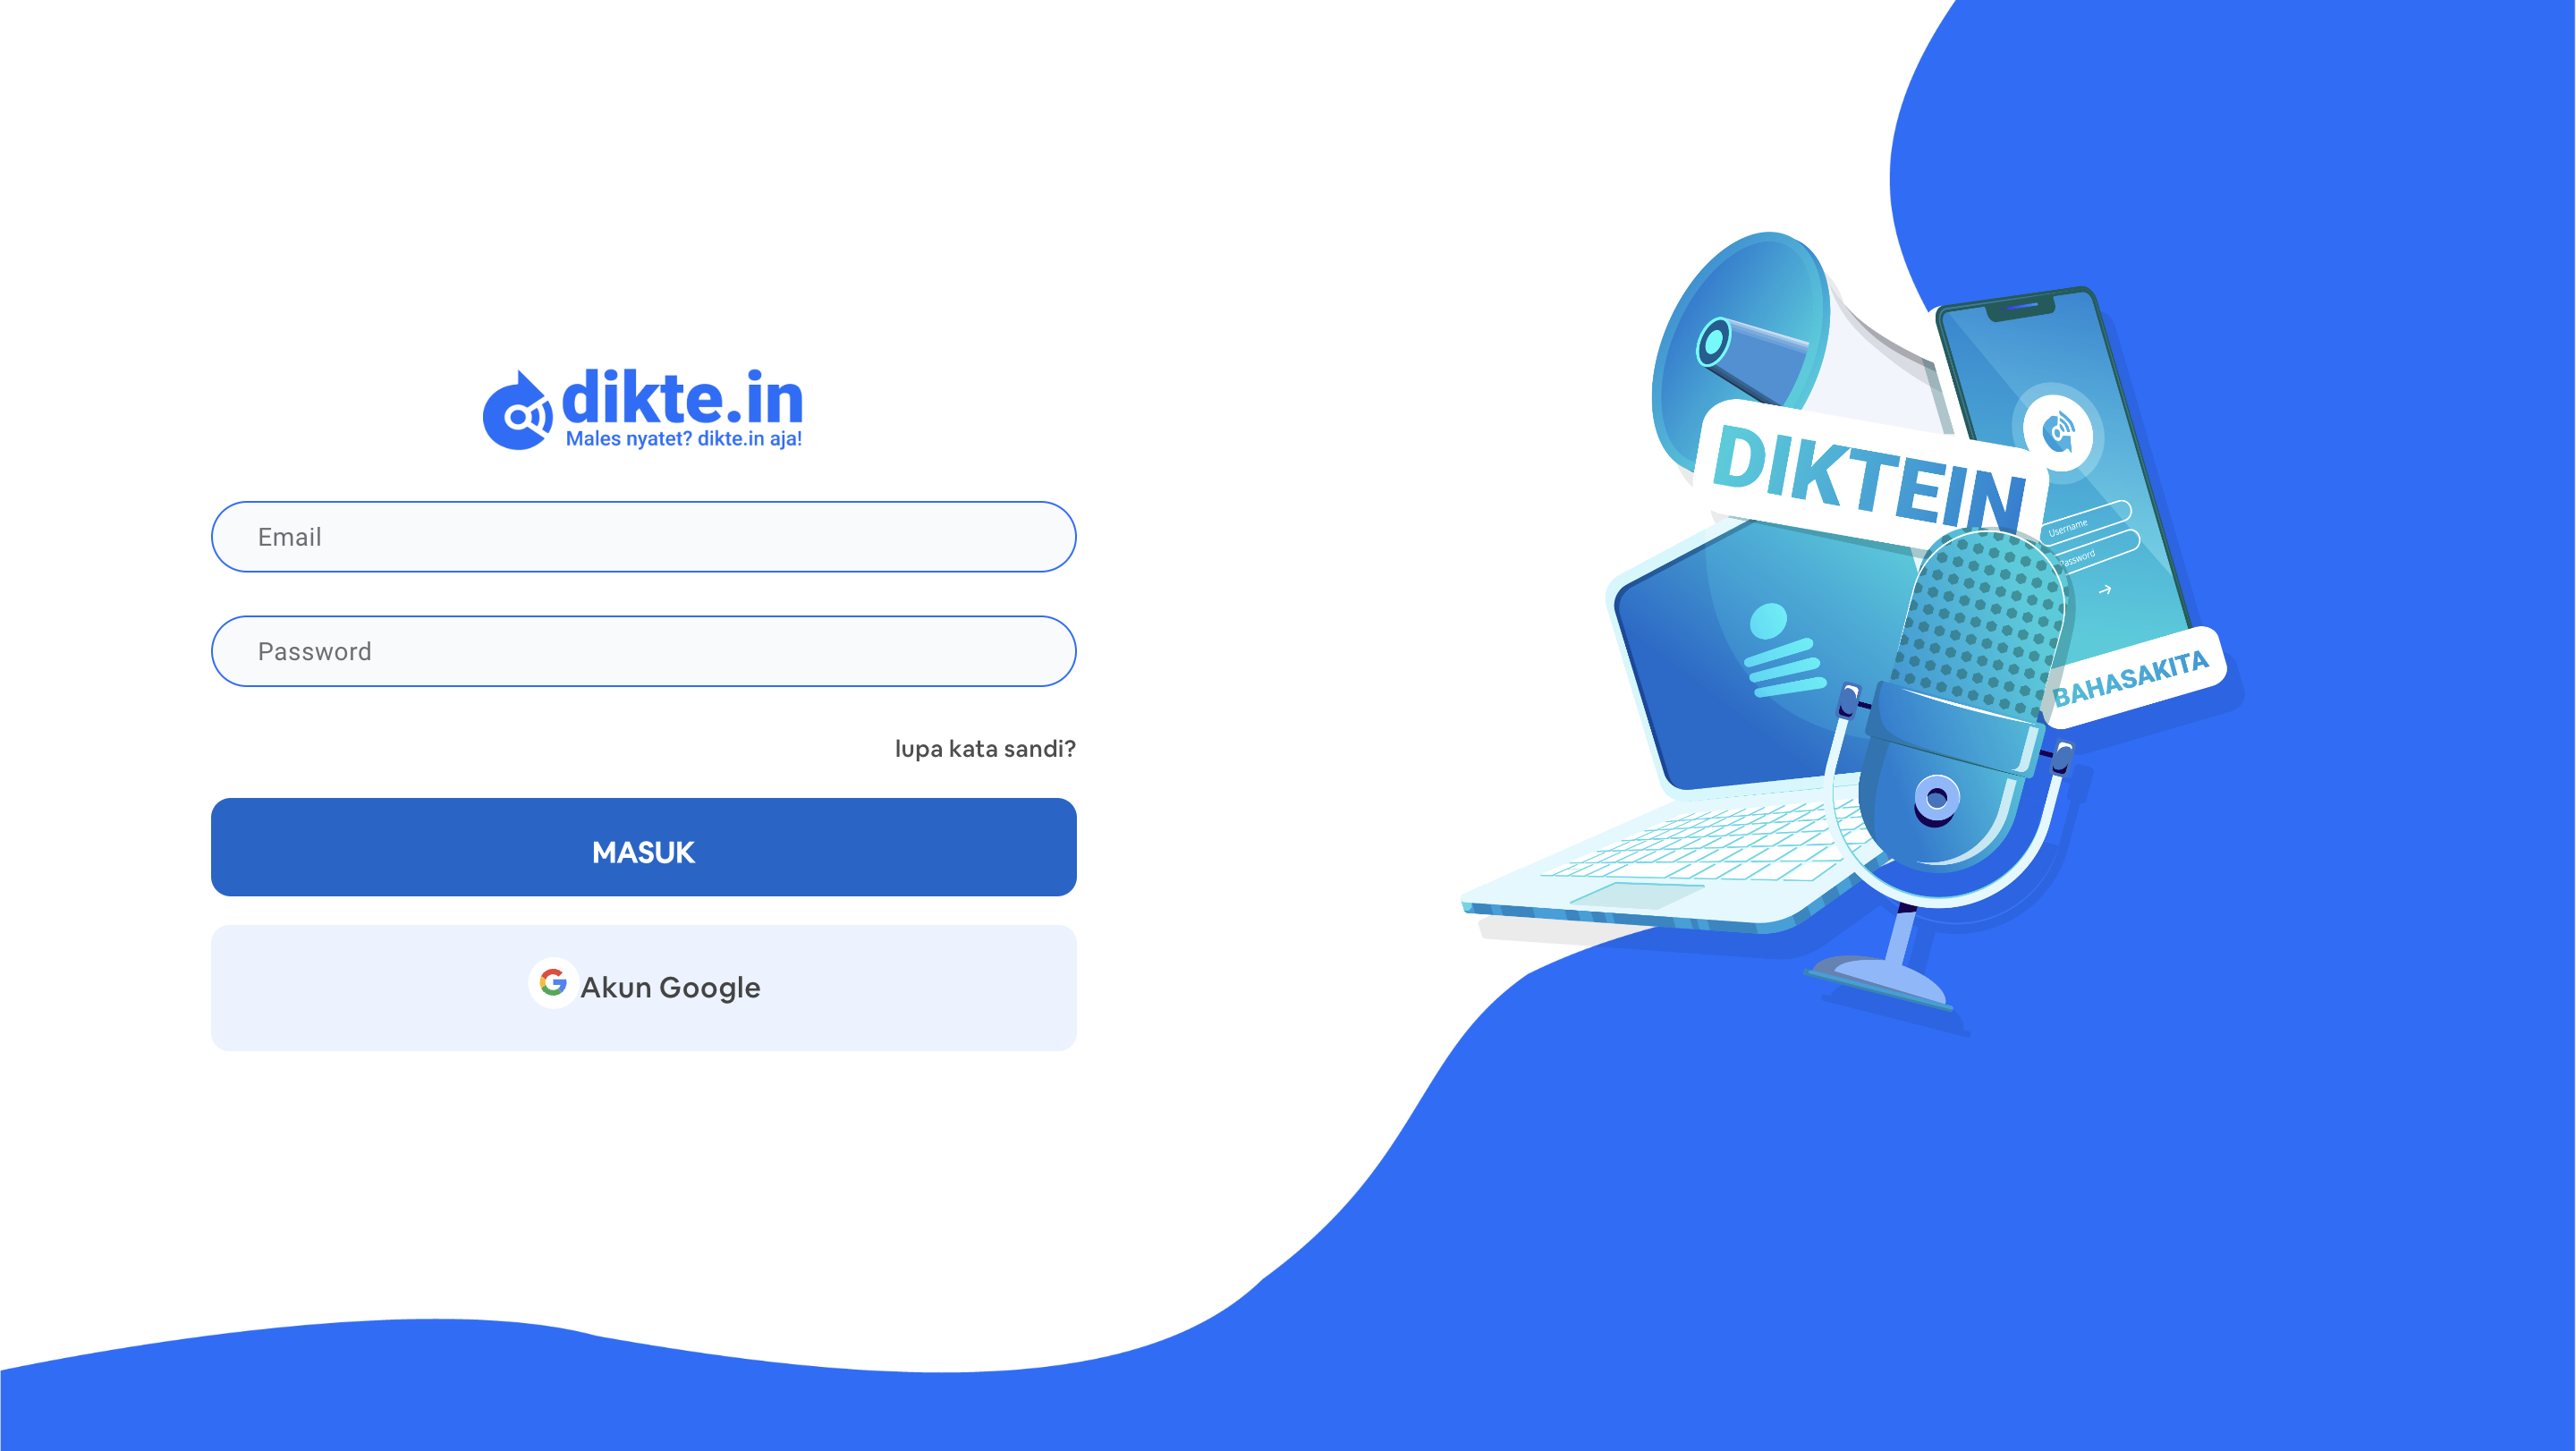 dikte.in
Males nyatet? dikte.in aja!
Email
Password
lupa kata sandi?
MASUK
Akun Google
DIKTEIN
Username
Password
BAHASAKITA